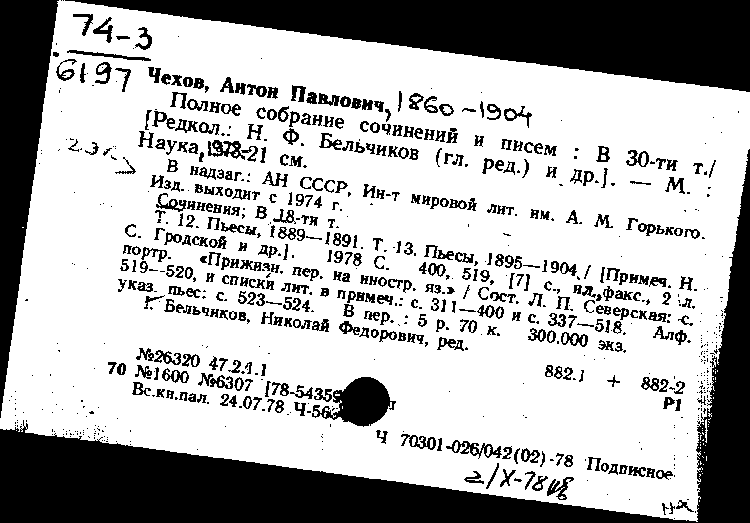 74-3
6197
Чехов, Антон Павлович, 1860-1904
Полное собрание сочинений и писем : В 30-ти т./
[Редкол.: Н. Ф. Бельчиков (гл. ред.) и др.]. — М. :
Наука, 1978-21 см.
В надзаг.: АН СССР, Ин-т мировой лит. им. А. М. Горького.
Изд. выходит с 1974 г.
Сочинения; В 18-ти т.
Т. 12. Пьесы, 1889—1891. Т. 13. Пьесы, 1895—1904 / [Примеч. Н.
С. Гродской и др.]. 1978 С. 400, 519, [7] с., ил., факс., 2 л.
портр. «Прижизн. пер. на иностр. яз.» / Сост. Л. П. Северская: с.
519—520, и списки лит. в примеч.: с. 311—400 и с. 337—518. Алф.
указ. пьес: с. 523—524. В пер. : 5 р. 70 к. 300.000 экз.
I. Бельчиков, Николай Федорович, ред.
882.1 + 882-2
Р1
№26320 47.2.1.1
70 №1600 №6307 [78-5435
Вс.кн.пал. 24.07.78 Ч-56
Ч 70301-026/042(02)-78 Подписное
2/X-78